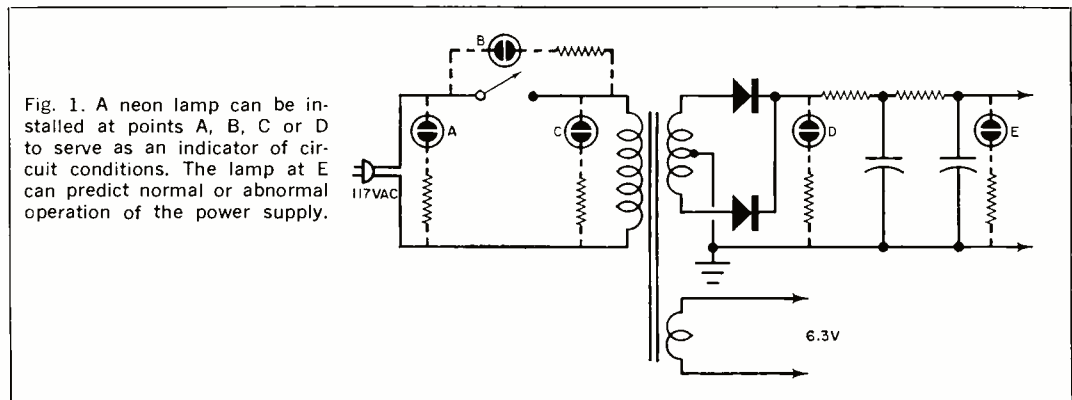 Fig. 1. A neon lamp can be in-
stalled at points A, B, C or D
to serve as an indicator of cir-
cuit conditions. The lamp at E
can predict normal or abnormal
operation of the power supply.
B
A
C
D
E
117VAC
6.3V